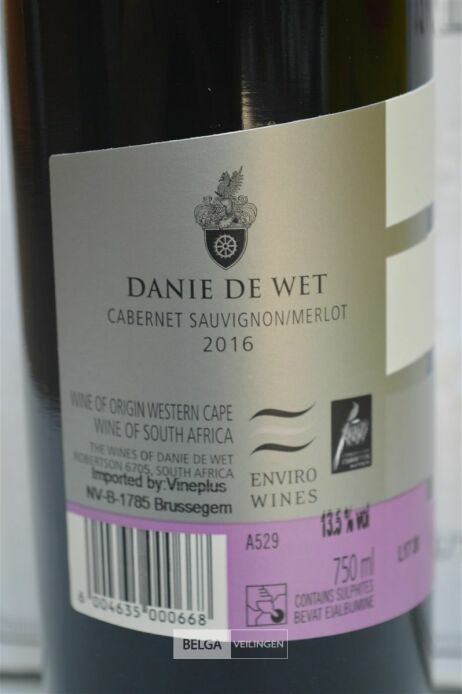 DANIE DE WET
CABERNET SAUVIGNON/MERLOT
2016
WINE OF ORIGIN WESTERN CAPE
WINE OF SOUTH AFRICA
THE WINES OF DANIE DE WET
ROBERTSON 6705, SOUTH AFRICA
Imported by:Vineplus
NV-B-1785 Brussegem
ENVIRO
WINES
A529
13.5 % vol
750 ml
CONTAINS SULPHITES
BEVAT EIALBUMINE
6 004635 000668
BELGA VEILINGEN